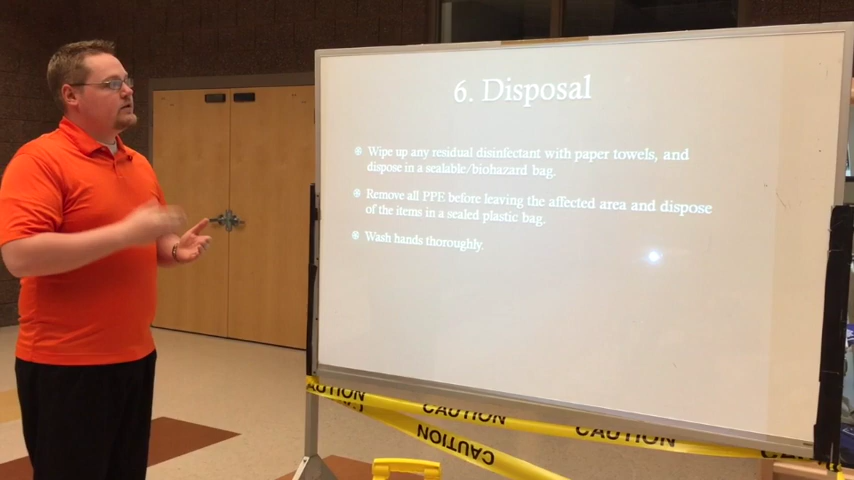 6. Disposal
Wipe up any residual disinfectant with paper towels, and
dispose in a sealable/biohazard bag.
Remove all PPE before leaving the affected area and dispose
of the items in a sealed plastic bag.
Wash hands thoroughly.
CAUTION CAUTION CAUTION
CAUTION